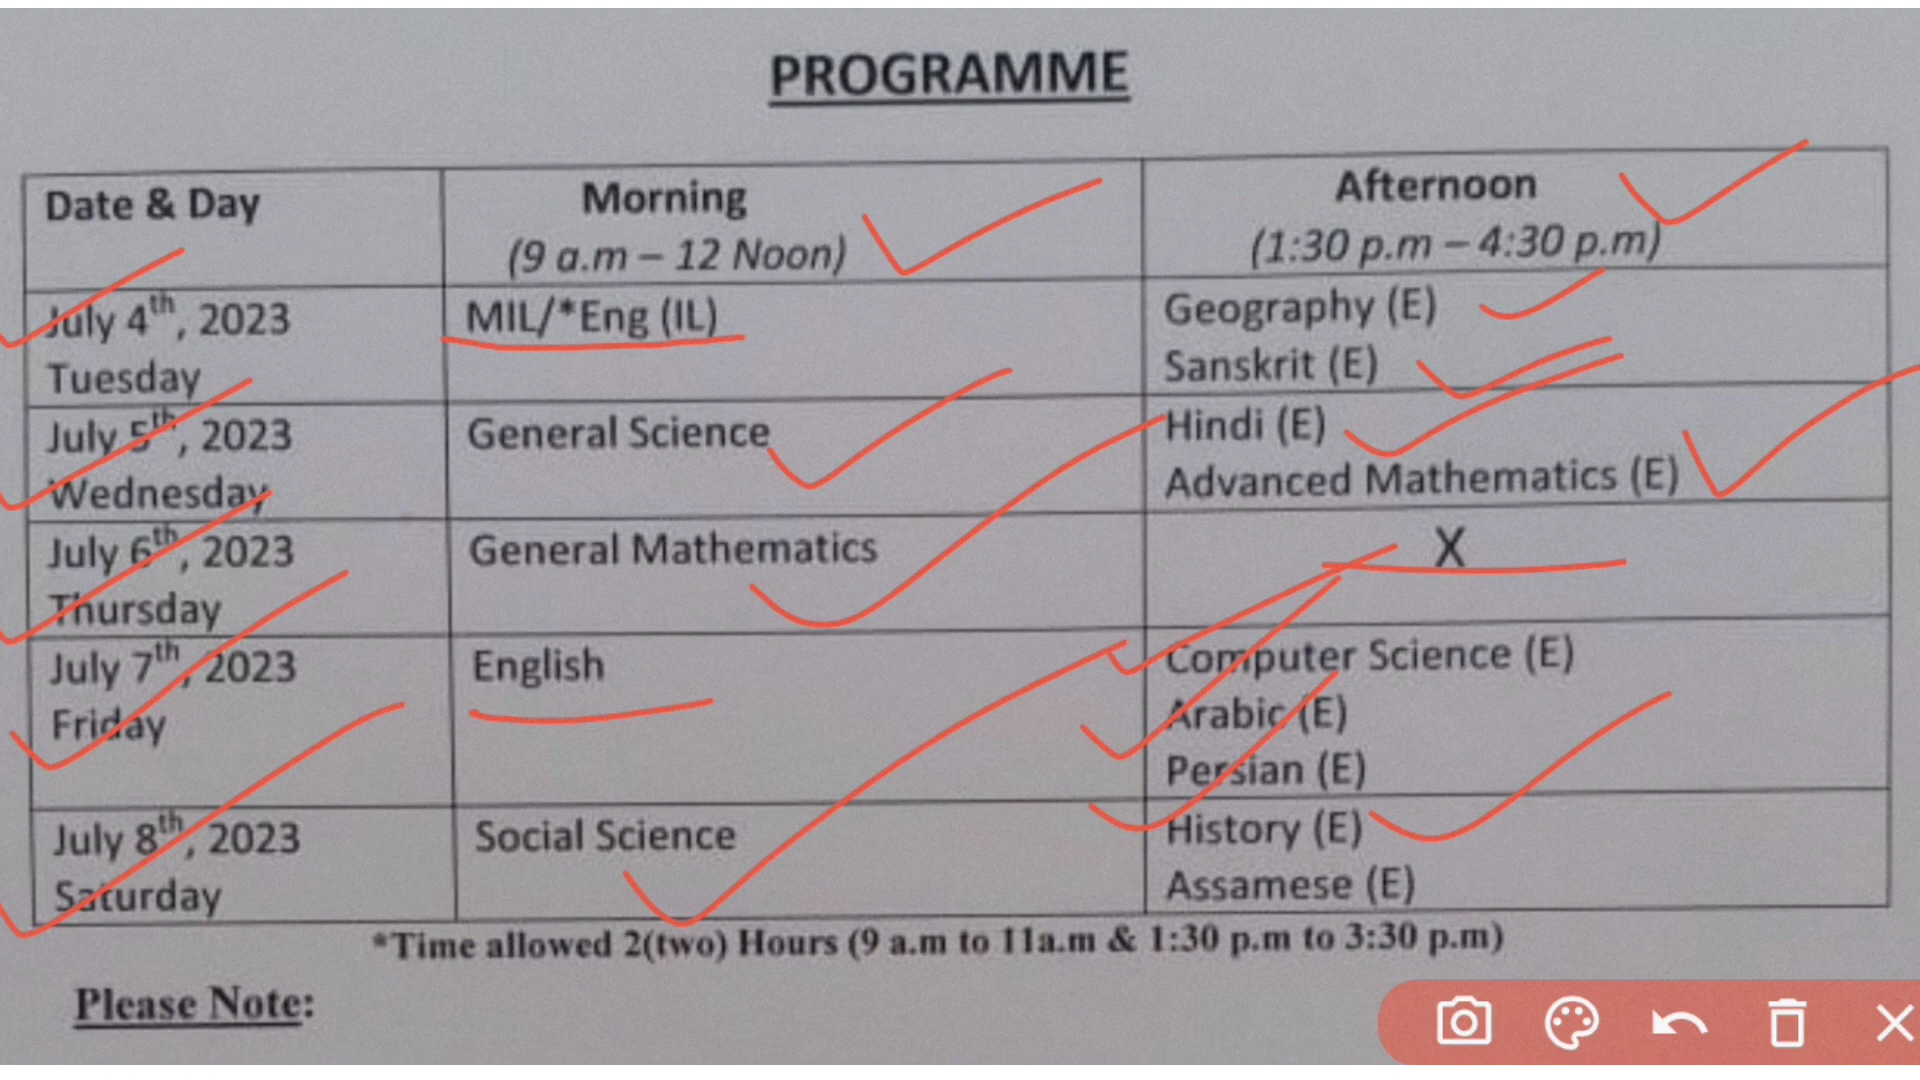 PROGRAMME
Date & Day
Morning
(9 a.m – 12 Noon)
Afternoon
(1:30 p.m – 4:30 p.m)
July 4th, 2023
Tuesday
MIL/*Eng (IL)
Geography (E)
Sanskrit (E)
July 5th, 2023
Wednesday
General Science
Hindi (E)
Advanced Mathematics (E)
July 6th, 2023
Thursday
General Mathematics
X
July 7th, 2023
Friday
English
Computer Science (E)
Arabic (E)
Persian (E)
July 8th, 2023
Saturday
Social Science
History (E)
Assamese (E)
*Time allowed 2(two) Hours (9 a.m to 11a.m & 1:30 p.m to 3:30 p.m)
Please Note: